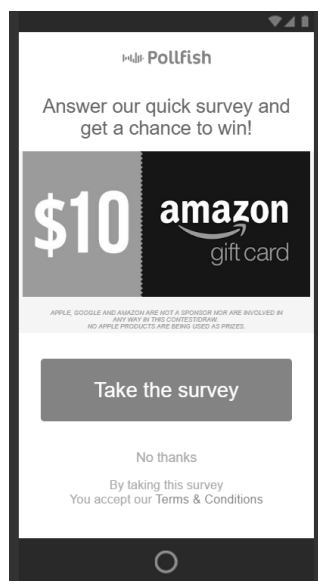 Pollfish
Answer our quick survey and
get a chance to win!
$10
amazon
gift card
APPLE, GOOGLE AND AMAZON ARE NOT A SPONSOR NOR ARE INVOLVED IN
ANY WAY IN THIS CONTEST/DRAW.
NO APPLE PRODUCTS ARE BEING USED AS PRIZES.
Take the survey
No thanks
By taking this survey
You accept our Terms & Conditions